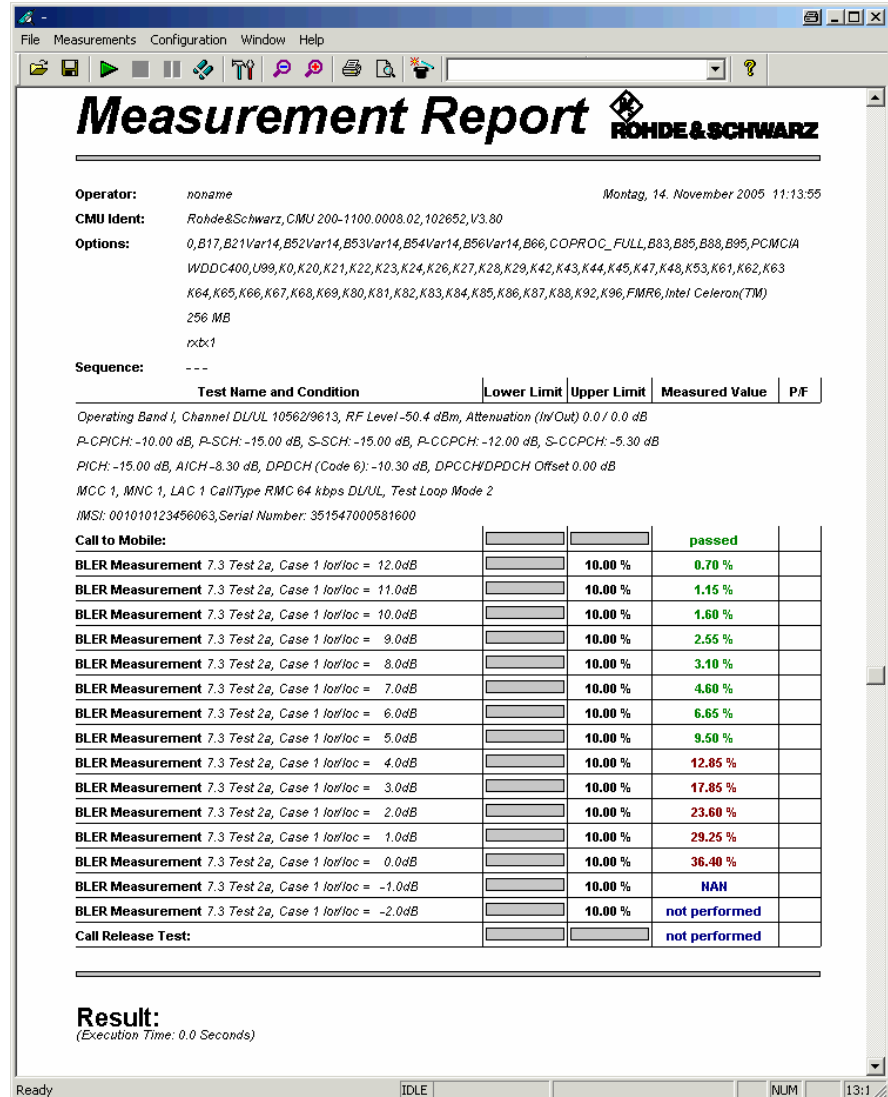 -
File Measurements Configuration Window Help
Measurement Report ROHDE & SCHWARZ
Operator: noname Montag, 14. November 2005 11:13:55
CMU Ident: Rohde&Schwarz,CMU 200-1100.0008.02,102652,V3.80
Options: 0,B17,B21Var14,B52Var14,B53Var14,B54Var14,B56Var14,B66,COPROC_FULL,B83,B85,B88,B95,PCMCIA
WDDC400,U99,K0,K20,K21,K22,K23,K24,K26,K27,K28,K29,K42,K43,K44,K45,K47,K48,K53,K61,K62,K63
K64,K65,K66,K67,K68,K69,K80,K81,K82,K83,K84,K85,K86,K87,K88,K92,K96,FMR6,Intel Celeron(TM)
256 MB
rxtx1
Sequence: ---
Test Name and Condition Lower Limit Upper Limit Measured Value P/F
Operating Band I, Channel DL/UL 10562/9613, RF Level -50.4 dBm, Attenuation (In/Out) 0.0 / 0.0 dB
P-CPICH: -10.00 dB, P-SCH: -15.00 dB, S-SCH: -15.00 dB, P-CCPCH: -12.00 dB, S-CCPCH: -5.30 dB
PICH: -15.00 dB, AICH -8.30 dB, DPDCH (Code 6): -10.30 dB, DPCCH/DPDCH Offset 0.00 dB
MCC 1, MNC 1, LAC 1 CallType RMC 64 kbps DL/UL, Test Loop Mode 2
IMSI: 001010123456063,Serial Number: 351547000581600
Call to Mobile: passed
BLER Measurement 7.3 Test 2a, Case 1 Ior/Ioc = 12.0dB 10.00 % 0.70 %
BLER Measurement 7.3 Test 2a, Case 1 Ior/Ioc = 11.0dB 10.00 % 1.15 %
BLER Measurement 7.3 Test 2a, Case 1 Ior/Ioc = 10.0dB 10.00 % 1.60 %
BLER Measurement 7.3 Test 2a, Case 1 Ior/Ioc = 9.0dB 10.00 % 2.55 %
BLER Measurement 7.3 Test 2a, Case 1 Ior/Ioc = 8.0dB 10.00 % 3.10 %
BLER Measurement 7.3 Test 2a, Case 1 Ior/Ioc = 7.0dB 10.00 % 4.60 %
BLER Measurement 7.3 Test 2a, Case 1 Ior/Ioc = 6.0dB 10.00 % 6.65 %
BLER Measurement 7.3 Test 2a, Case 1 Ior/Ioc = 5.0dB 10.00 % 9.50 %
BLER Measurement 7.3 Test 2a, Case 1 Ior/Ioc = 4.0dB 10.00 % 12.85 %
BLER Measurement 7.3 Test 2a, Case 1 Ior/Ioc = 3.0dB 10.00 % 17.85 %
BLER Measurement 7.3 Test 2a, Case 1 Ior/Ioc = 2.0dB 10.00 % 23.60 %
BLER Measurement 7.3 Test 2a, Case 1 Ior/Ioc = 1.0dB 10.00 % 29.25 %
BLER Measurement 7.3 Test 2a, Case 1 Ior/Ioc = 0.0dB 10.00 % 36.40 %
BLER Measurement 7.3 Test 2a, Case 1 Ior/Ioc = -1.0dB 10.00 % NAN
BLER Measurement 7.3 Test 2a, Case 1 Ior/Ioc = -2.0dB 10.00 % not performed
Call Release Test: not performed
Result:
(Execution Time: 0.0 Seconds)
Ready IDLE NUM 13:1